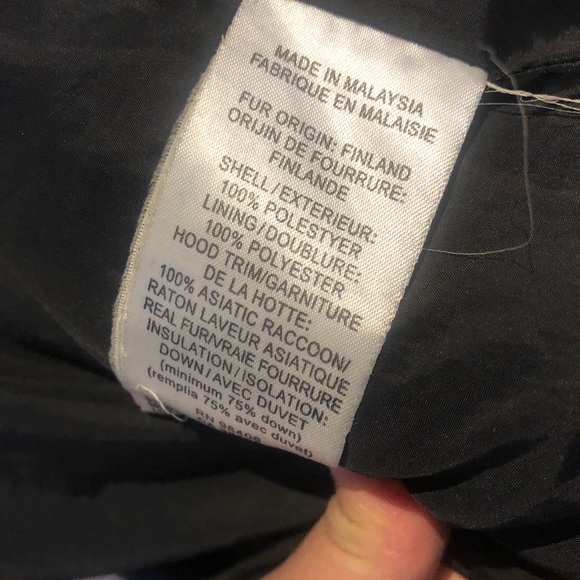 MADE IN MALAYSIA
FABRIQUE EN MALAISIE
FUR ORIGIN: FINLAND
ORIJIN DE FOURRURE:
FINLANDE
SHELL/EXTERIEUR:
100% POLESTYER
LINING/DOUBLURE:
100% POLYESTER
HOOD TRIM/GARNITURE
DE LA HOTTE:
100% ASIATIC RACCOON/
RATON LAVEUR ASIATIQUE
REAL FUR/VRAIE FOURRURE
INSULATION/ISOLATION:
DOWN/AVEC DUVET
(minimum 75% down)
(remplia 75% avec duvet)
RN 98406